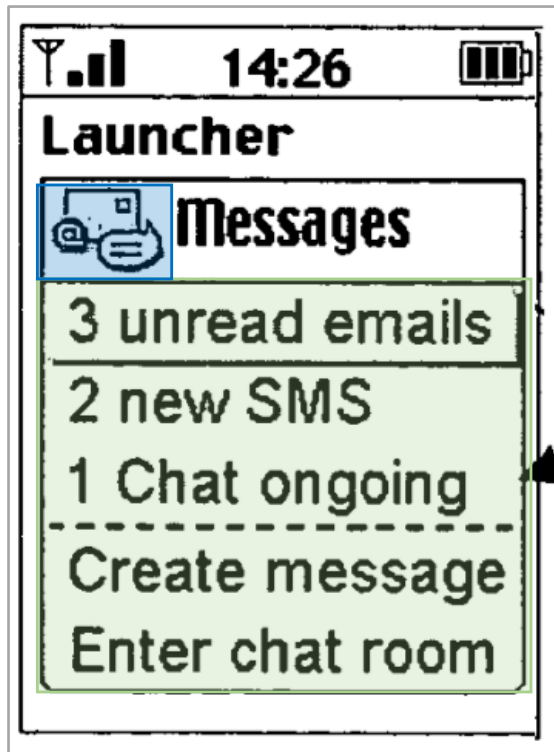 14:26
Launcher
Messages
3 unread emails
2 new SMS
1 Chat ongoing
Create message
Enter chat room